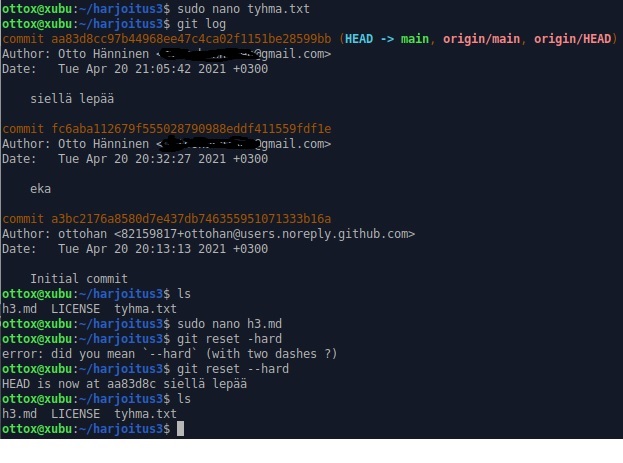 ottox@xubu:~/harjoitus3$ sudo nano tyhma.txt
ottox@xubu:~/harjoitus3$ git log
commit aa83d8cc97b44968ee47c4ca02f1151be28599bb (HEAD -> main, origin/main, origin/HEAD)
Author: Otto Hänninen < @gmail.com>
Date:   Tue Apr 20 21:05:42 2021 +0300
siellä lepää
commit fc6aba112679f555028790988eddf411559fdf1e
Author: Otto Hänninen < @gmail.com>
Date:   Tue Apr 20 20:32:27 2021 +0300
eka
commit a3bc2176a8580d7e437db746355951071333b16a
Author: ottohan <82159817+ottohan@users.noreply.github.com>
Date:   Tue Apr 20 20:13:13 2021 +0300
Initial commit
ottox@xubu:~/harjoitus3$ ls
h3.md  LICENSE  tyhma.txt
ottox@xubu:~/harjoitus3$ sudo nano h3.md
ottox@xubu:~/harjoitus3$ git reset -hard
error: did you mean `--hard` (with two dashes ?)
ottox@xubu:~/harjoitus3$ git reset --hard
HEAD is now at aa83d8c siellä lepää
ottox@xubu:~/harjoitus3$ ls
h3.md  LICENSE  tyhma.txt
ottox@xubu:~/harjoitus3$